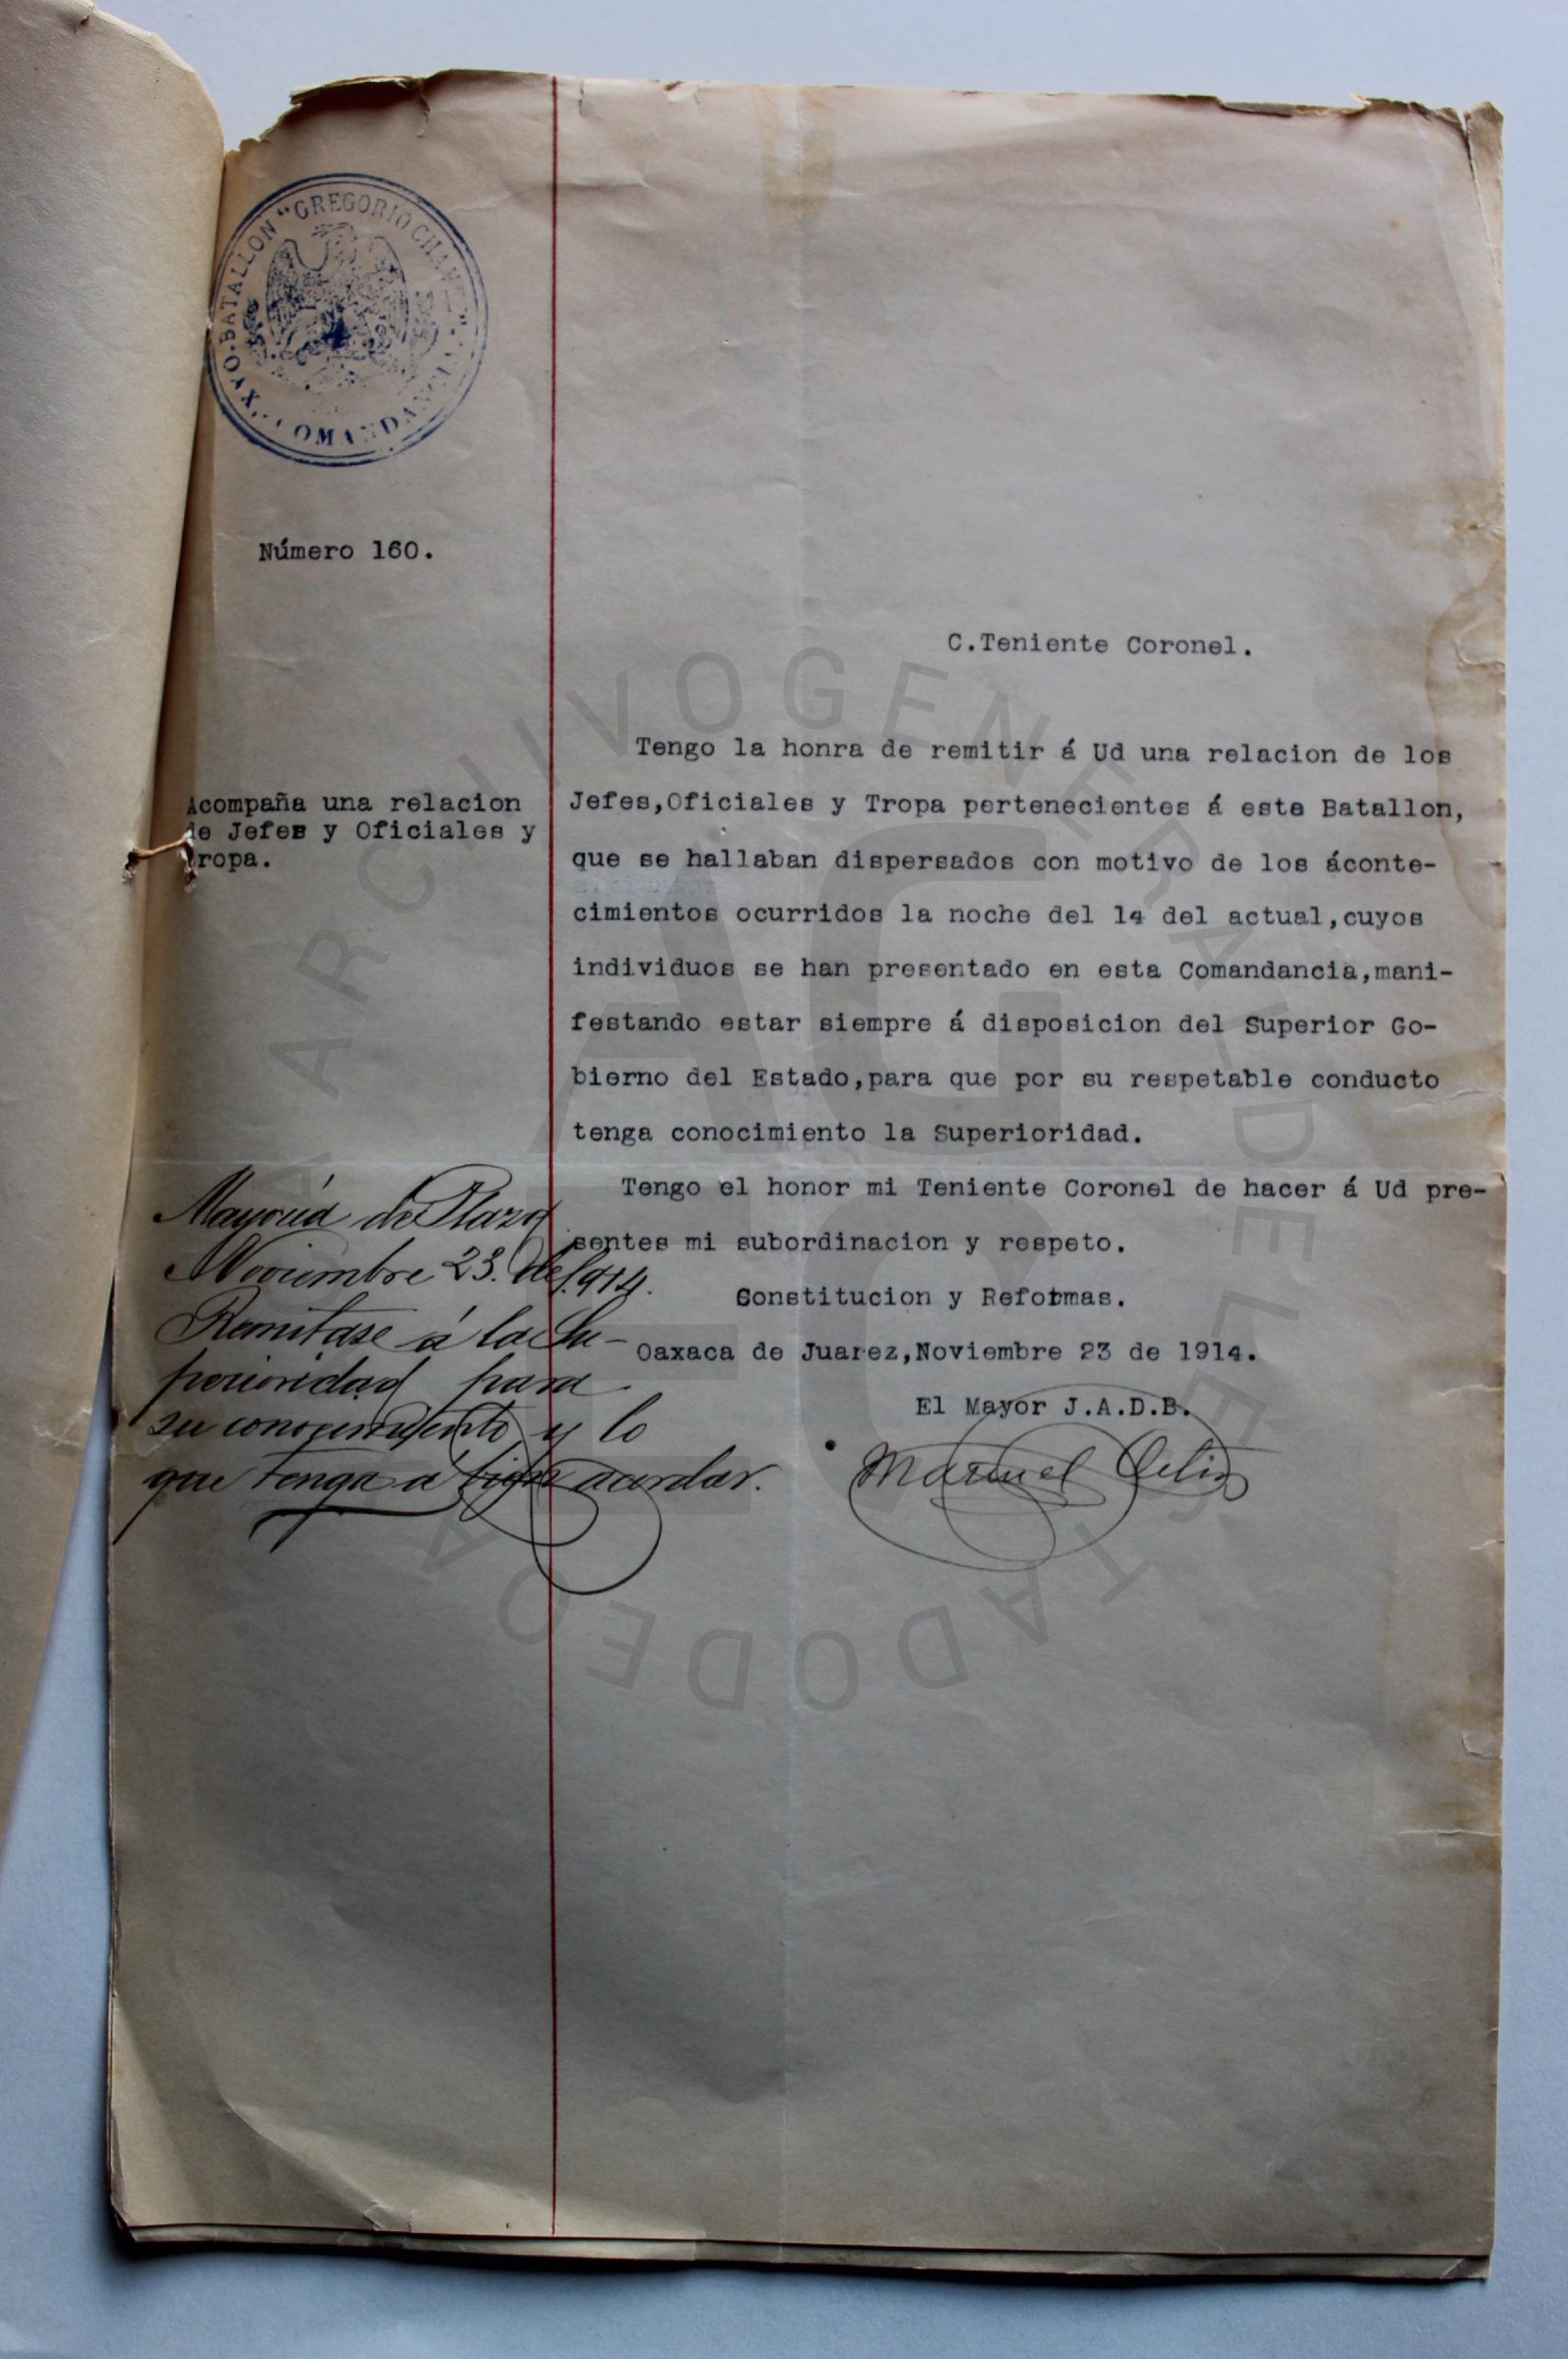 BATALLON "GREGORIO
OAX.
Número 160.
C.Teniente Coronel.
Acompaña una relacion
de Jefes y Oficiales y
tropa.
Tengo la honra de remitir á Ud una relacion de los
Jefes,Oficiales y Tropa pertenecientes á este Batallon,
que se hallaban dispersados con motivo de los áconte-
cimientos ocurridos la noche del 14 del actual,cuyos
individuos se han presentado en esta Comandancia,mani-
festando estar siempre á disposicion del Superior Go-
bierno del Estado,para que por su respetable conducto
tenga conocimiento la Superioridad.
Tengo el honor mi Teniente Coronel de hacer á Ud pre-
sentes mi subordinacion y respeto.
Constitucion y Reformas.
Oaxaca de Juarez,Noviembre 23 de 1914.
El Mayor J.A.D.B.
Manuel
Mayoría de Plaza
Noviembre 23. de 1,914.
Remítase á la Su-
perioridad para
su conocimiento y lo
que tenga a bien acordar.
ARCHIVO GENERAL DEL ESTADO DE OAXACA
AGEO